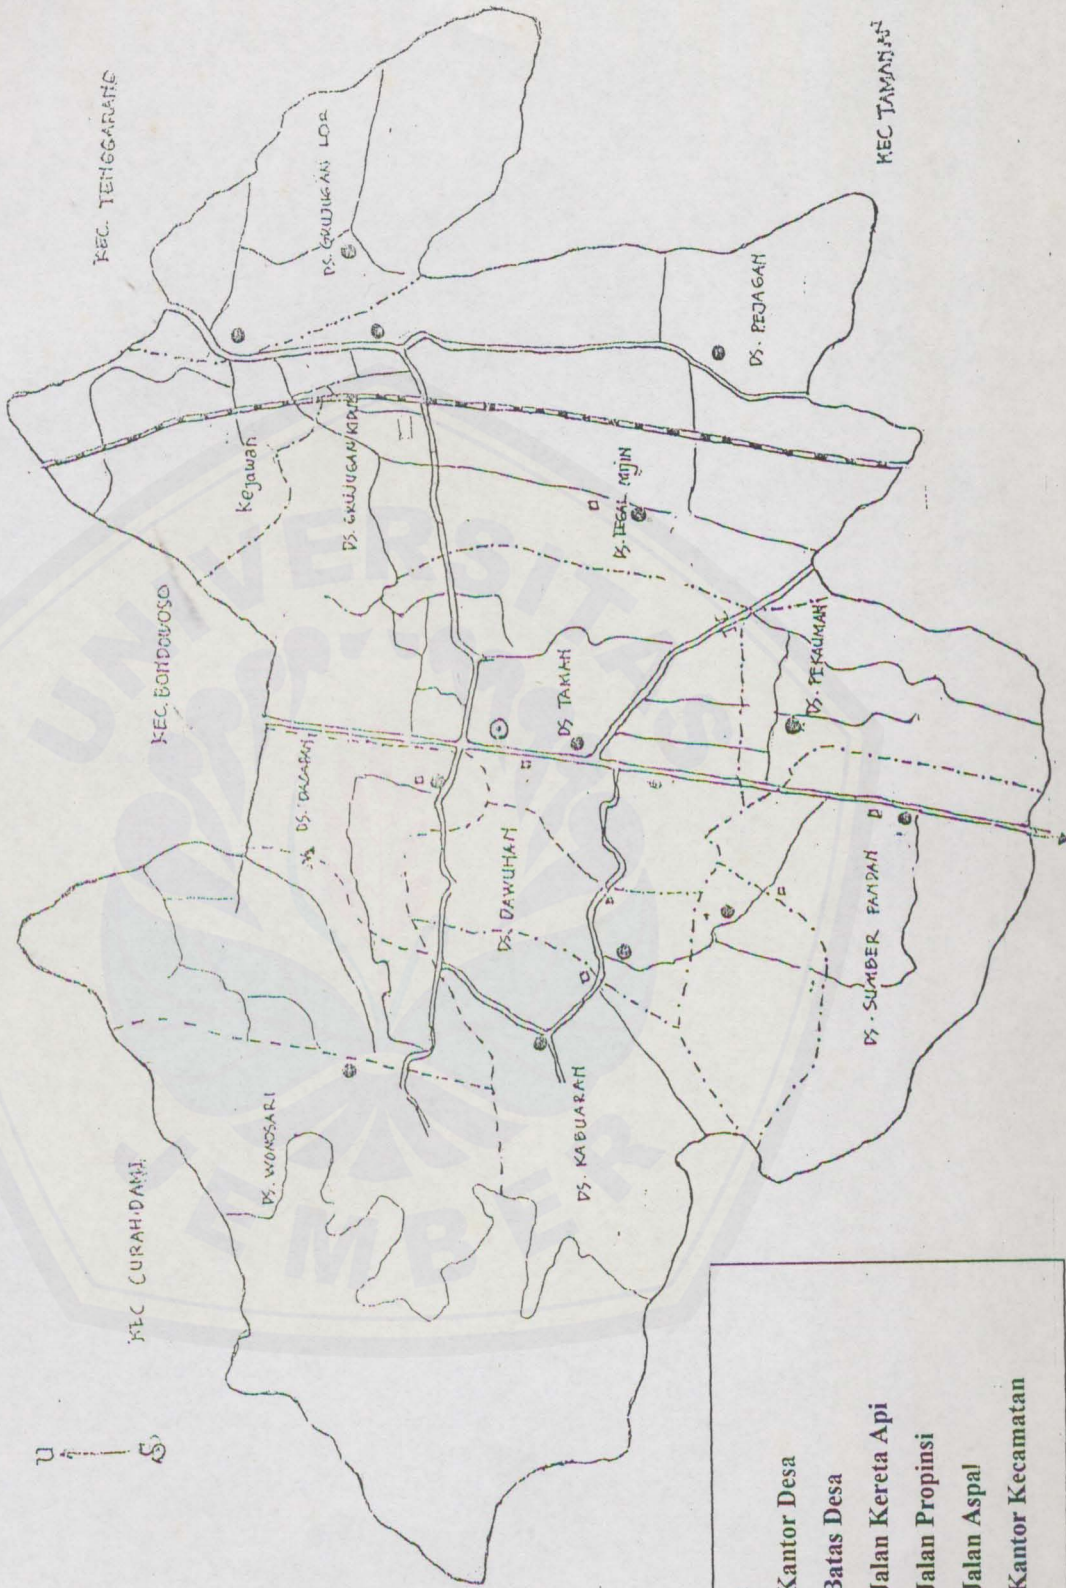 U
S
KEC CURAH DAMI
KEC. BONDOWOSO
KEC. TENGGARANG
KEC TAMANAN
DS. WONOSARI
DS. DAWUHAN
DS. KABUARAN
DS. SUMBER PANDAN
DS TAMAN
DS. PEKAUMAN
DS. TEGAL MIJIN
Kejawan
DS. GRUJUGAN KIDUL
DS. GRUJUGAN LOR
DS. PEJAGAN
Kantor Desa
Batas Desa
Jalan Kereta Api
Jalan Propinsi
Jalan Aspal
Kantor Kecamatan
UNIVERSITAS
JEMBER